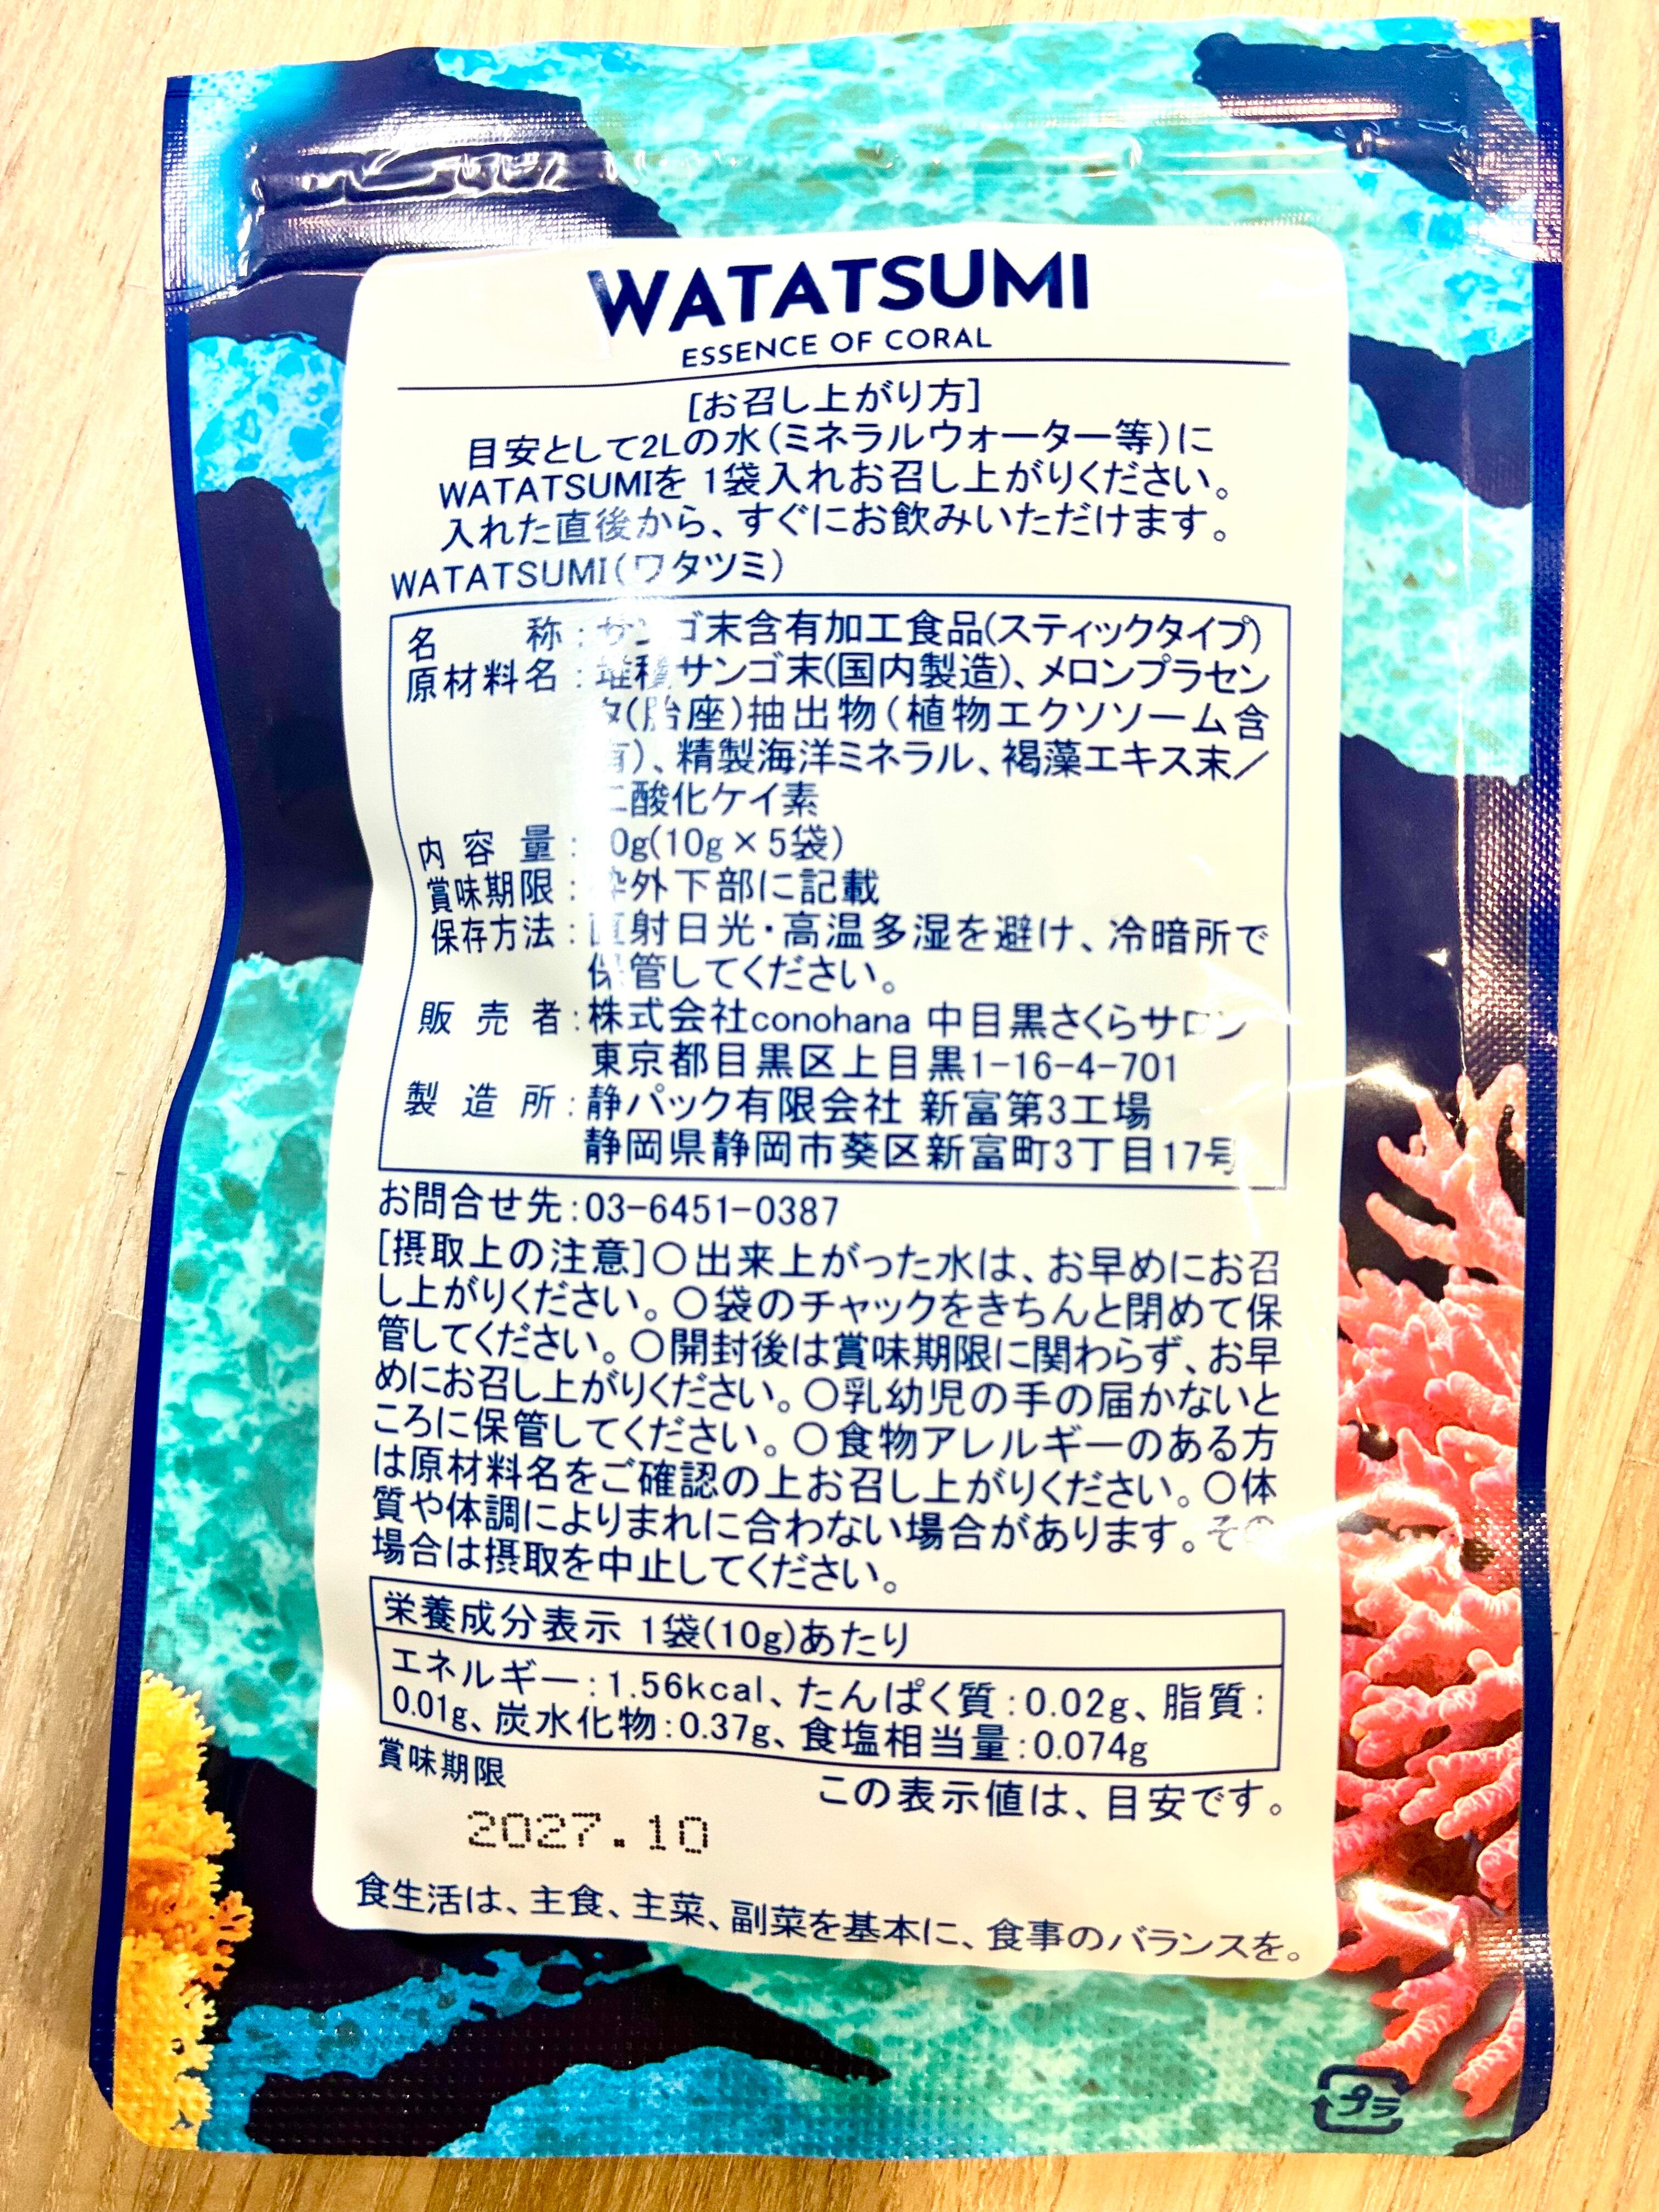 WATATSUMI
ESSENCE OF CORAL
[お召し上がり方]
目安として2Lの水(ミネラルウォーター等)に
WATATSUMIを 1袋入れお召し上がりください。
入れた直後から、すぐにお飲みいただけます。
WATATSUMI(ワタツミ)
名 称:サンゴ末含有加工食品(スティックタイプ)
原材料名:堆積サンゴ末(国内製造)、メロンプラセン
タ(胎座)抽出物(植物エクソソーム含
有)、精製海洋ミネラル、褐藻エキス末/
二酸化ケイ素
内容量: 0g(10g×5袋)
賞味期限:枠外下部に記載
保存方法:直射日光・高温多湿を避け、冷暗所で
保管してください。
販売者:株式会社conohana 中目黒さくらサロン
東京都目黒区上目黒1-16-4-701
製造所:静パック有限会社 新富第3工場
静岡県静岡市葵区新富町3丁目17号
お問合せ先:03-6451-0387
[摂取上の注意]〇出来上がった水は、お早めにお召
し上がりください。〇袋のチャックをきちんと閉めて保
管してください。〇開封後は賞味期限に関わらず、お早
めにお召し上がりください。〇乳幼児の手の届かないと
ころに保管してください。〇食物アレルギーのある方
は原材料名をご確認の上お召し上がりください。〇体
質や体調によりまれに合わない場合があります。その
場合は摂取を中止してください。
栄養成分表示 1袋(10g)あたり
エネルギー:1.56kcal、たんぱく質:0.02g、脂質:
0.01g、炭水化物:0.37g、食塩相当量:0.074g
賞味期限
この表示値は、目安です。
2027.10
食生活は、主食、主菜、副菜を基本に、食事のバランスを。
プラ